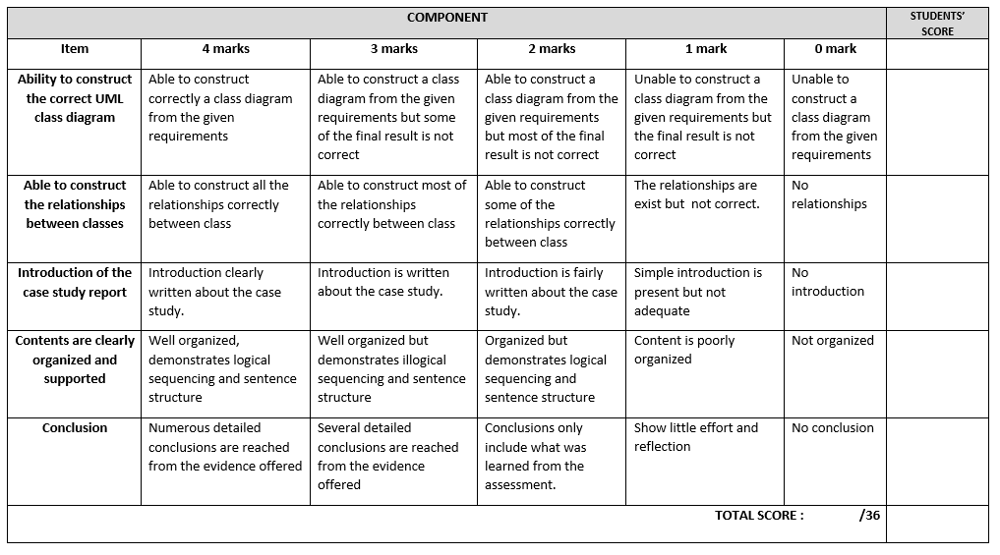 COMPONENT
STUDENTS'
SCORE
Item
4 marks
3 marks
2 marks
1 mark
0 mark
Ability to construct
the correct UML
class diagram
Able to construct
correctly a class diagram
from the given
requirements
Able to construct a class
diagram from the given
requirements but some
of the final result is not
correct
Able to construct a
class diagram from the
given requirements
but most of the final
result is not correct
Unable to construct a
class diagram from the
given requirements but
the final result is not
correct
Unable to
construct a
class diagram
from the given
requirements
Able to construct
the relationships
between classes
Able to construct all the
relationships correctly
between class
Able to construct most of
the relationships
correctly between class
Able to construct
some of the
relationships correctly
between class
The relationships are
exist but  not correct.
No
relationships
Introduction of the
case study report
Introduction clearly
written about the case
study.
Introduction is written
about the case study.
Introduction is fairly
written about the case
study.
Simple introduction is
present but not
adequate
No
introduction
Contents are clearly
organized and
supported
Well organized,
demonstrates logical
sequencing and sentence
structure
Well organized but
demonstrates illogical
sequencing and sentence
structure
Organized but
demonstrates logical
sequencing and
sentence structure
Content is poorly
organized
Not organized
Conclusion
Numerous detailed
conclusions are reached
from the evidence offered
Several detailed
conclusions are reached
from the evidence
offered
Conclusions only
include what was
learned from the
assessment.
Show little effort and
reflection
No conclusion
TOTAL SCORE : /36